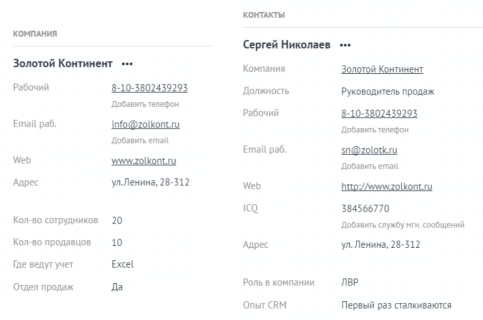 КОМПАНИЯ
Золотой Континент •••
Рабочий 8-10-3802439293
Добавить телефон
Email раб. info@zolkont.ru
Добавить email
Web www.zolkont.ru
Адрес ул.Ленина, 28-312
Кол-во сотрудников 20
Кол-во продавцов 10
Где ведут учет Excel
Отдел продаж Да
КОНТАКТЫ
Сергей Николаев •••
Компания Золотой Континент
Должность Руководитель продаж
Рабочий 8-10-3802439293
Добавить телефон
Email раб. sn@zolotk.ru
Добавить email
Web http://www.zolkont.ru
ICQ 384566770
Добавить службу мгн. сообщений
Адрес ул. Ленина, 28-312
Роль в компании ЛВР
Опыт CRM Первый раз сталкиваются